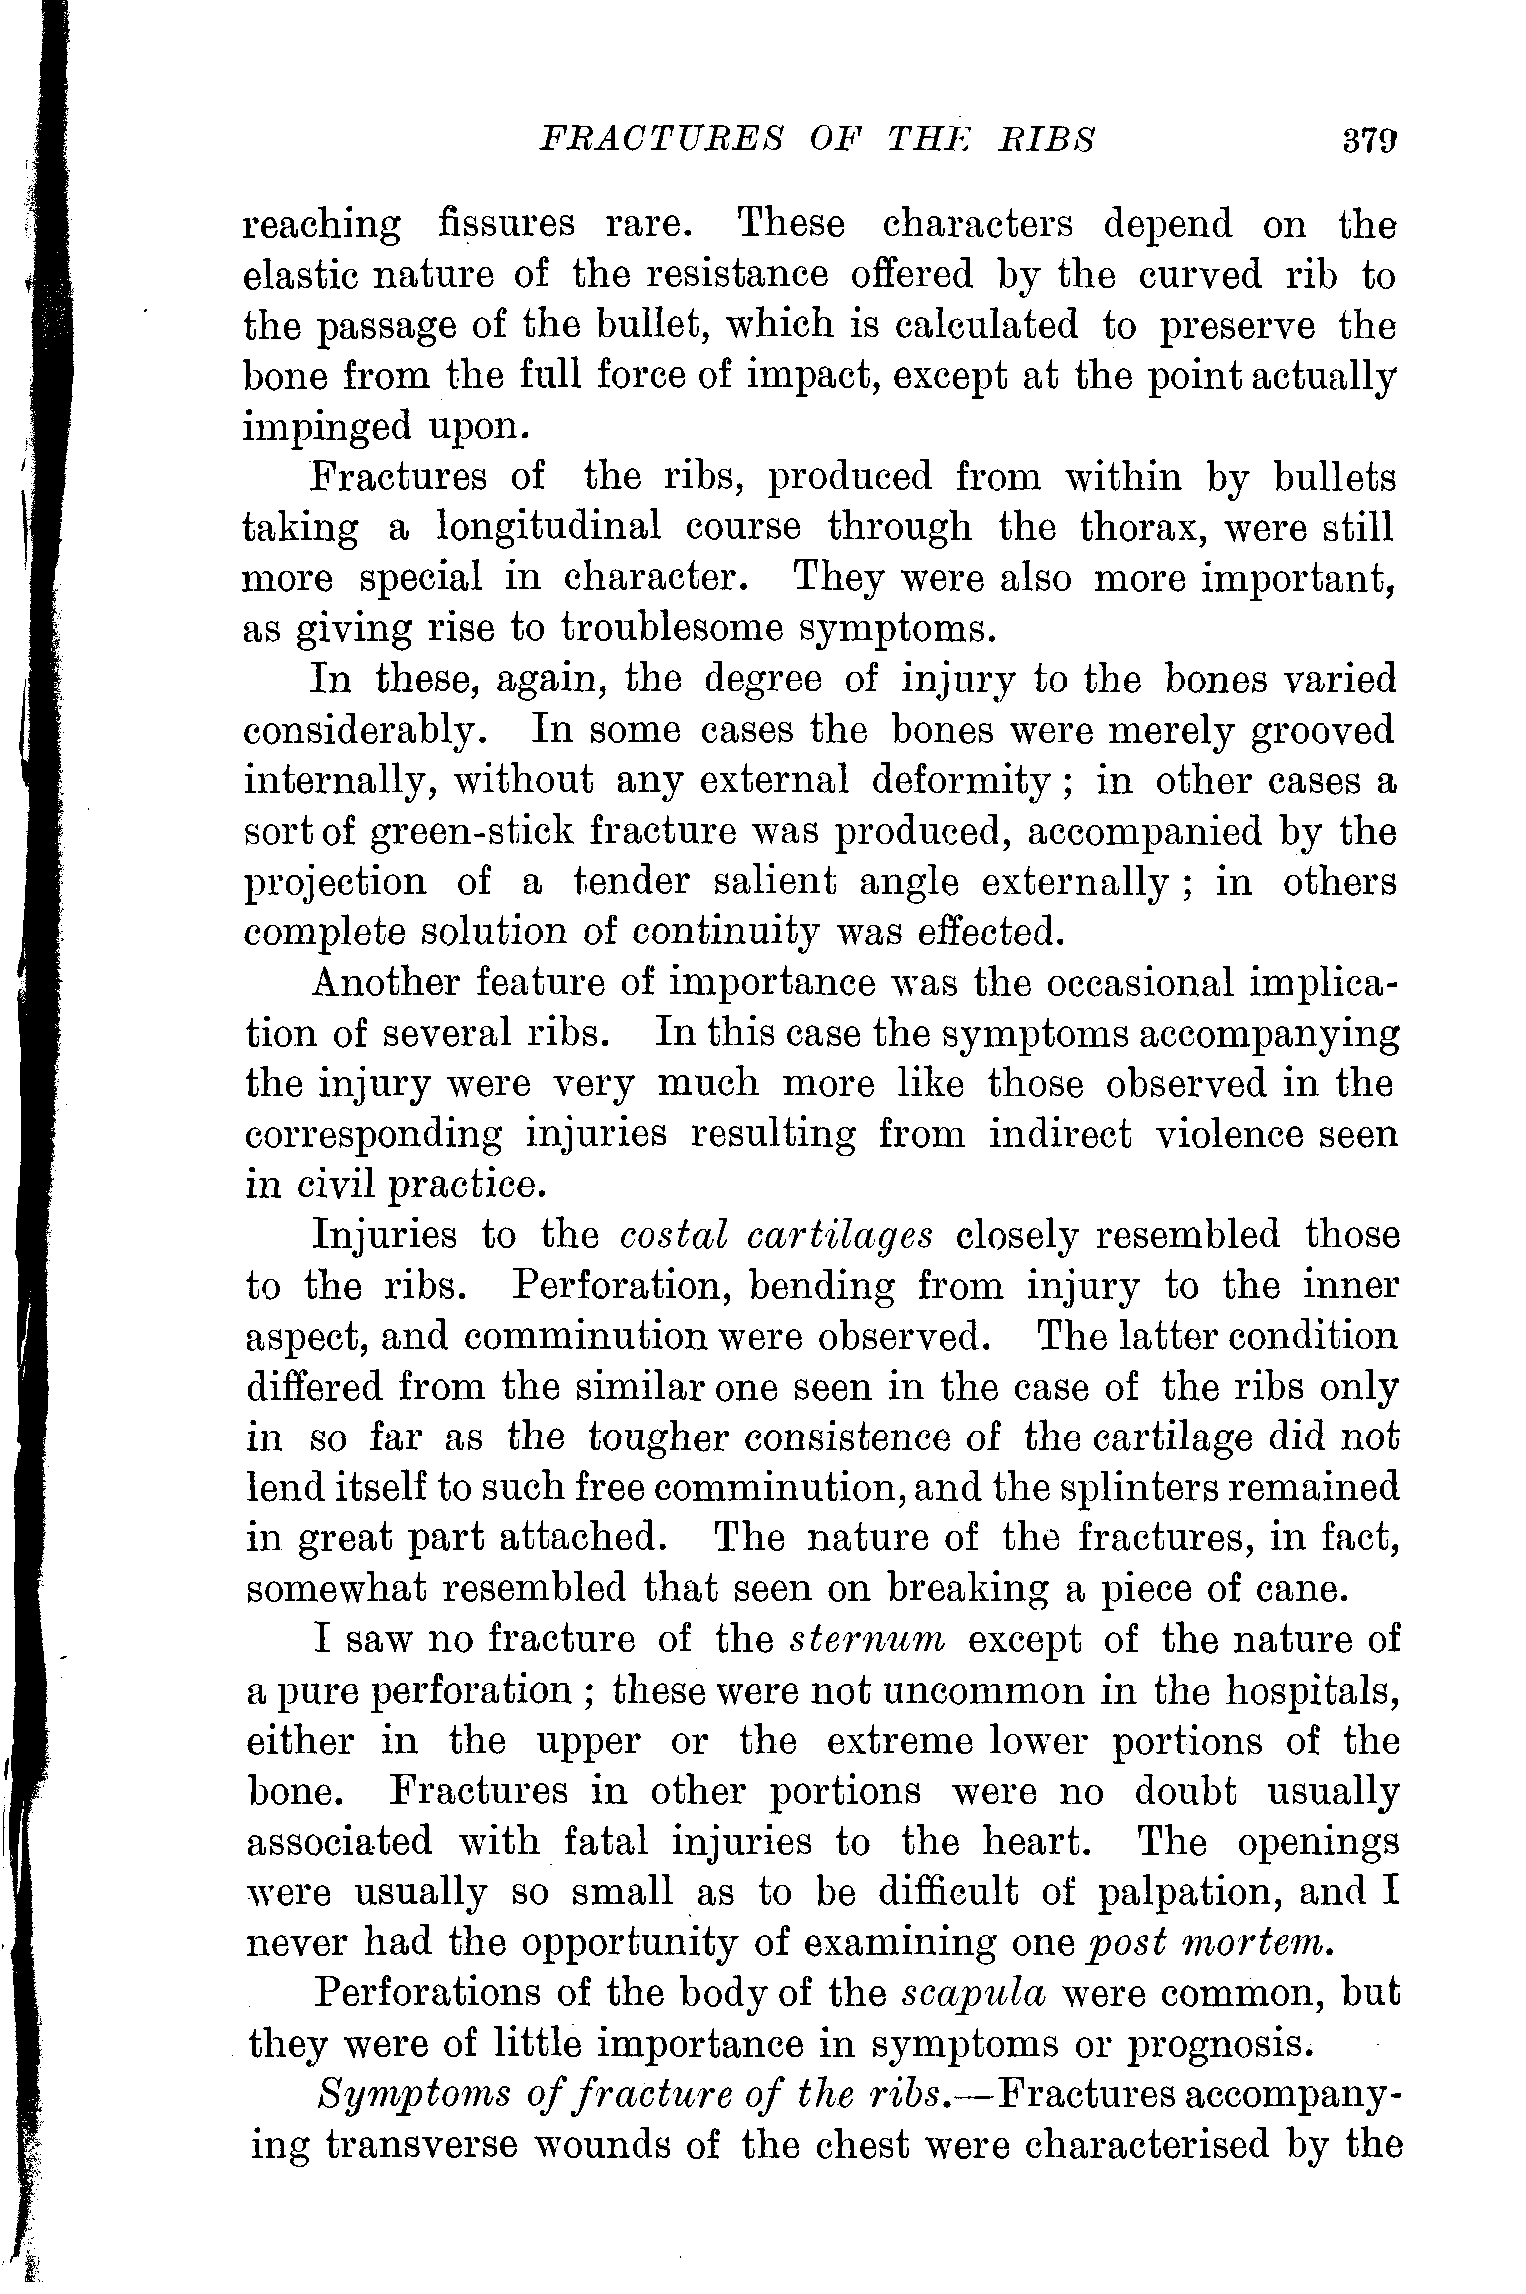 FRACTURES OF THE RIBS 379
reaching fissures rare. These characters depend on the
elastic nature of the resistance offered by the curved rib to
the passage of the bullet, which is calculated to preserve the
bone from the full force of impact, except at the point actually
impinged upon.
Fractures of the ribs, produced from within by bullets
taking a longitudinal course through the thorax, were still
more special in character. They were also more important,
as giving rise to troublesome symptoms.
In these, again, the degree of injury to the bones varied
considerably. In some cases the bones were merely grooved
internally, without any external deformity ; in other cases a
sort of green-stick fracture was produced, accompanied by the
projection of a tender salient angle externally ; in others
complete solution of continuity was effected.
Another feature of importance was the occasional implica-
tion of several ribs. In this case the symptoms accompanying
the injury were very much more like those observed in the
corresponding injuries resulting from indirect violence seen
in civil practice.
Injuries to the costal cartilages closely resembled those
to the ribs. Perforation, bending from injury to the inner
aspect, and comminution were observed. The latter condition
differed from the similar one seen in the case of the ribs only
in so far as the tougher consistence of the cartilage did not
lend itself to such free comminution, and the splinters remained
in great part attached. The nature of the fractures, in fact,
somewhat resembled that seen on breaking a piece of cane.
I saw no fracture of the sternum except of the nature of
a pure perforation ; these were not uncommon in the hospitals,
either in the upper or the extreme lower portions of the
bone. Fractures in other portions were no doubt usually
associated with fatal injuries to the heart. The openings
were usually so small as to be difficult of palpation, and I
never had the opportunity of examining one post mortem.
Perforations of the body of the scapula were common, but
they were of little importance in symptoms or prognosis.
Symptoms of fracture of the ribs.—Fractures accompany-
ing transverse wounds of the chest were characterised by the